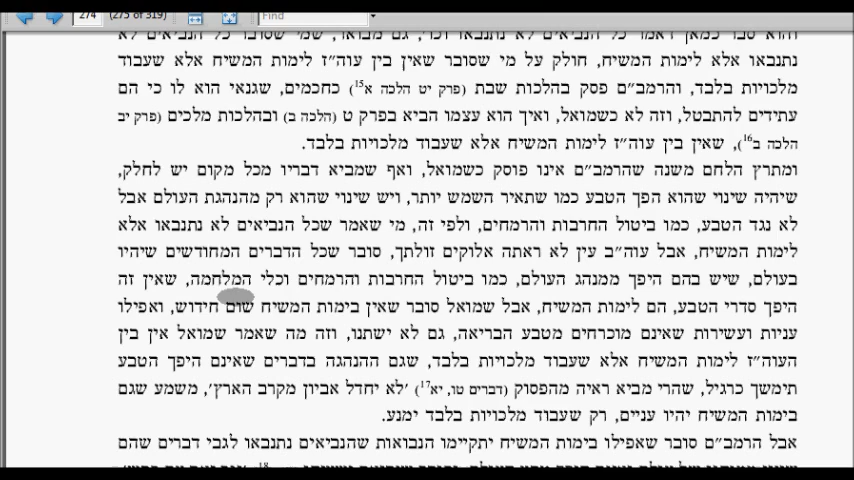 274 (275 of 319) Find
והוא סבר כמאן דאמר כל הנביאים לא נתנבאו וכו', גם מבואר, שמי שסובר כל הנביאים לא
נתנבאו אלא לימות המשיח, חולק על מי שסובר שאין בין עוה"ז לימות המשיח אלא שעבוד
מלכויות בלבד, והרמב"ם פסק בהלכות שבת (פרק יט הלכה א15) כחכמים, שגנאי הוא לו כי הם
עתידים להתבטל, וזה לא כשמואל, ואיך הוא עצמו הביא בפרק ט (הלכה ב) ובהלכות מלכים (פרק יב
הלכה ב16), שאין בין עוה"ז לימות המשיח אלא שעבוד מלכויות בלבד.
ומתרץ הלחם משנה שהרמב"ם אינו פוסק כשמואל, ואף שמביא דבריו מכל מקום יש לחלק,
שיהיה שינוי שהוא הפך הטבע כמו שתאיר השמש יותר, ויש שינוי שהוא רק מהנהגת העולם אבל
לא נגד הטבע, כמו ביטול החרבות והרמחים, ולפי זה, מי שאמר שכל הנביאים לא נתנבאו אלא
לימות המשיח, אבל עוה"ב עין לא ראתה אלוקים זולתך, סובר שכל הדברים המחודשים שיהיו
בעולם, שיש בהם היפך ממנהג העולם, כמו ביטול החרבות והרמחים וכלי המלחמה, שאין זה
היפך סדרי הטבע, הם לימות המשיח, אבל שמואל סובר שאין בימות המשיח שום חידוש, ואפילו
עניות ועשירות שאינם מוכרחים מטבע הבריאה, גם לא ישתנו, וזה מה שאמר שמואל אין בין
העוה"ז לימות המשיח אלא שעבוד מלכויות בלבד, שגם ההנהגה בדברים שאינם היפך הטבע
תימשך כרגיל, שהרי מביא ראיה מהפסוק (דברים טו, יא17) 'לא יחדל אביון מקרב הארץ', משמע שגם
בימות המשיח יהיו עניים, רק שעבוד מלכויות בלבד ימנע.
אבל הרמב"ם סובר שאפילו בימות המשיח יתקיימו הנבואות שהנביאים נתנבאו לגבי דברים שהם